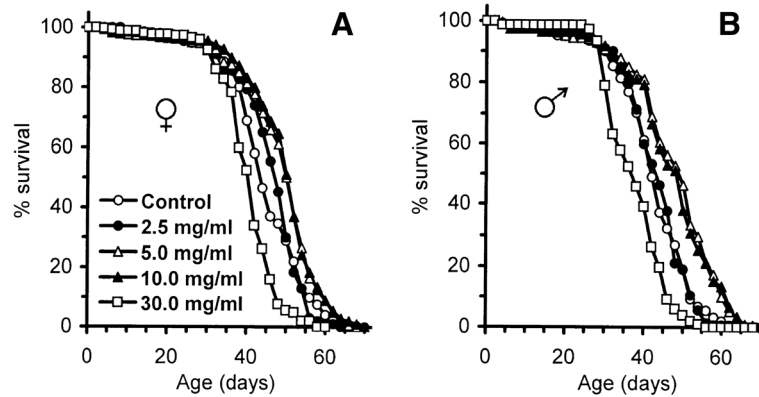 A
B
100
80
60
40
20
0
% survival
♀
Control
2.5 mg/ml
5.0 mg/ml
10.0 mg/ml
30.0 mg/ml
0 20 40 60
Age (days)
100
80
60
40
20
0
% survival
♂
0 20 40 60
Age (days)